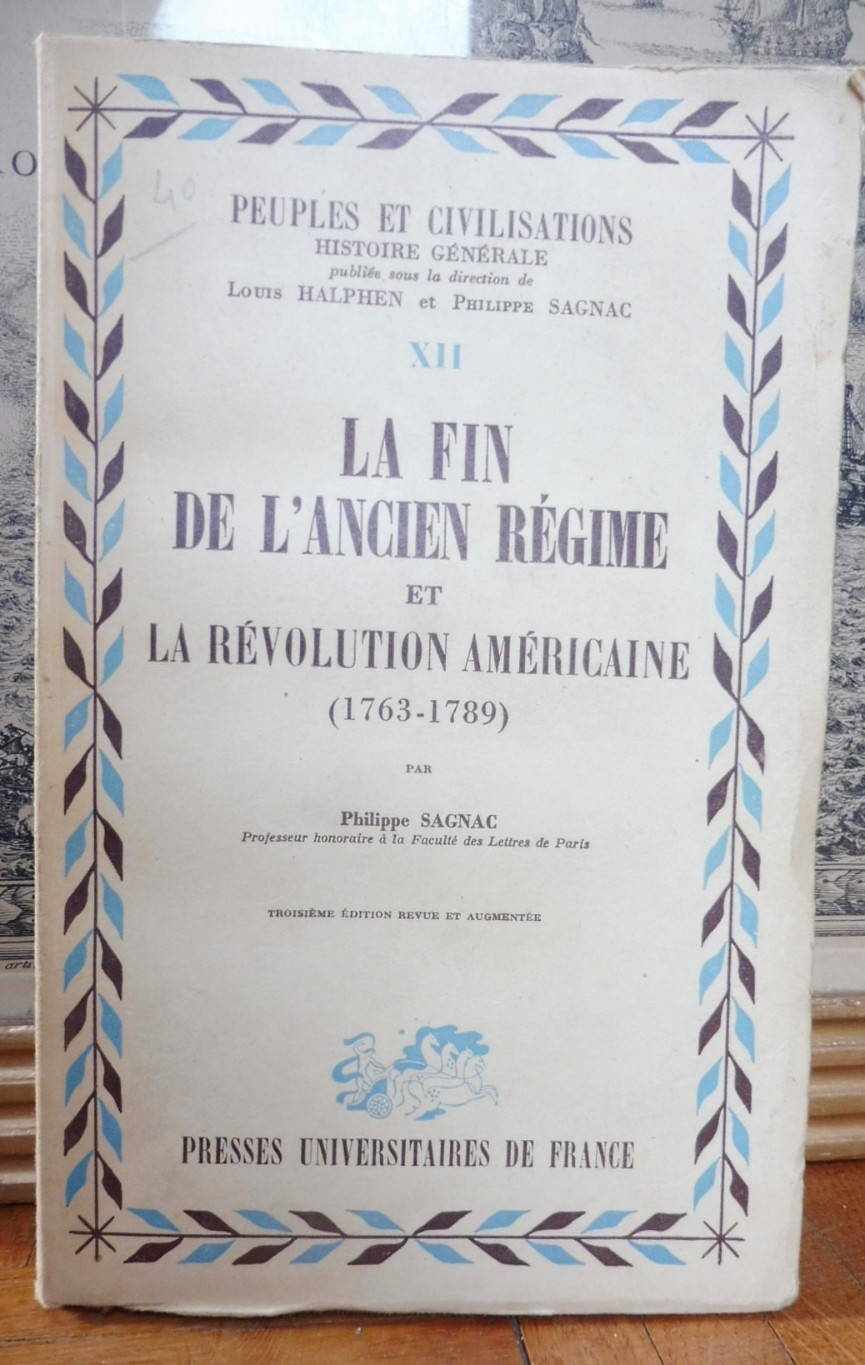 40
PEUPLES ET CIVILISATIONS
HISTOIRE GÉNÉRALE
publiée sous la direction de
LOUIS HALPHEN et PHILIPPE SAGNAC
XII
LA FIN
DE L'ANCIEN RÉGIME
ET
LA RÉVOLUTION AMÉRICAINE
(1763-1789)
PAR
Philippe SAGNAC
Professeur honoraire à la Faculté des Lettres de Paris
TROISIÈME ÉDITION REVUE ET AUGMENTÉE
PRESSES UNIVERSITAIRES DE FRANCE